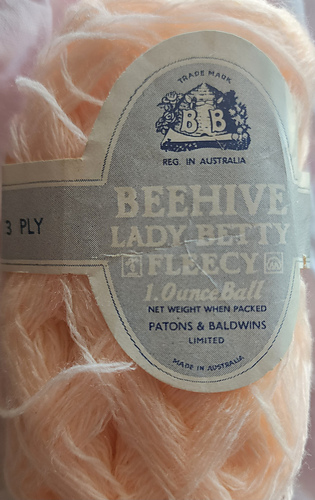 TRADE MARK
B B
REG. IN AUSTRALIA
3 PLY
BEEHIVE
LADY BETTY
FLEECY
1. Ounce Ball
NET WEIGHT WHEN PACKED
PATONS & BALDWINS
LIMITED
MADE IN AUSTRALIA